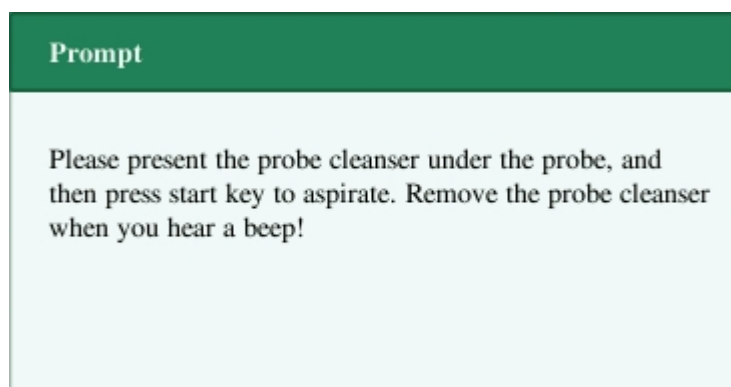 Prompt
Please present the probe cleanser under the probe, and
then press start key to aspirate. Remove the probe cleanser
when you hear a beep!